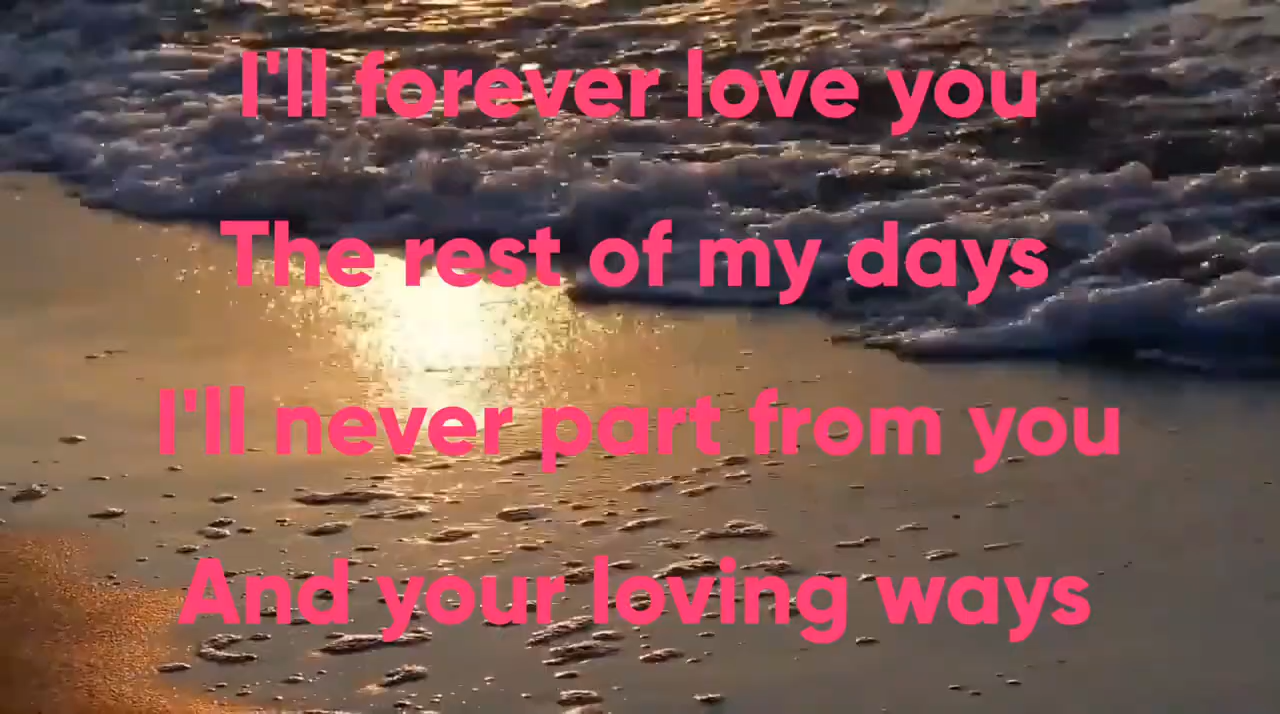 I'll forever love you
The rest of my days
I'll never part from you
And your loving ways